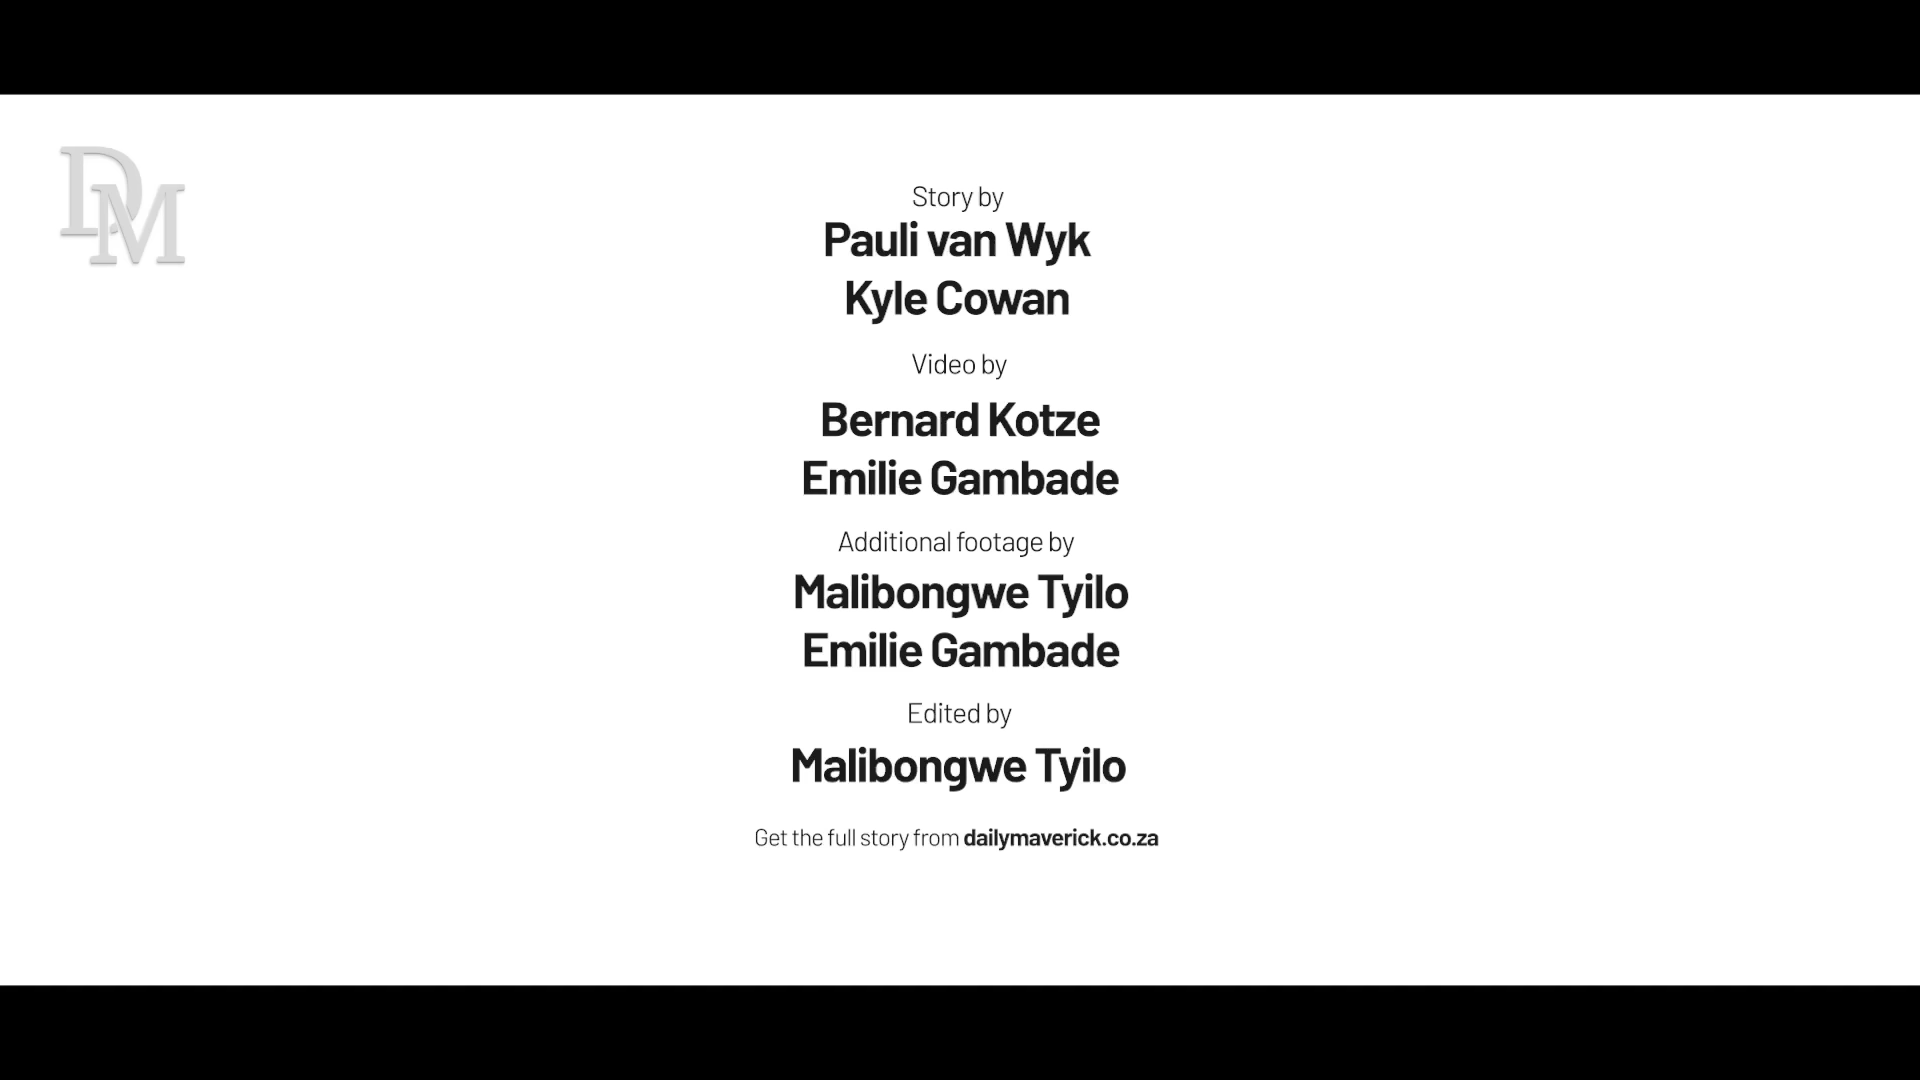 DM
Story by
Pauli van Wyk
Kyle Cowan
Video by
Bernard Kotze
Emilie Gambade
Additional footage by
Malibongwe Tyilo
Emilie Gambade
Edited by
Malibongwe Tyilo
Get the full story from dailymaverick.co.za